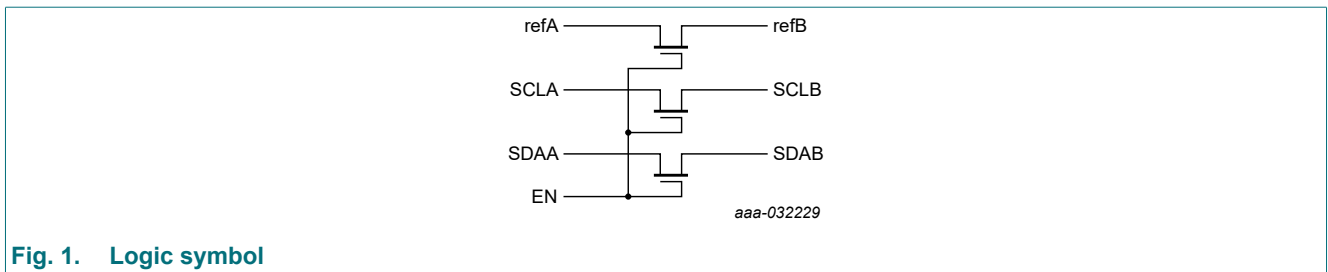 refA refB
SCLA SCLB
SDAA SDAB
EN
aaa-032229
Fig. 1. Logic symbol